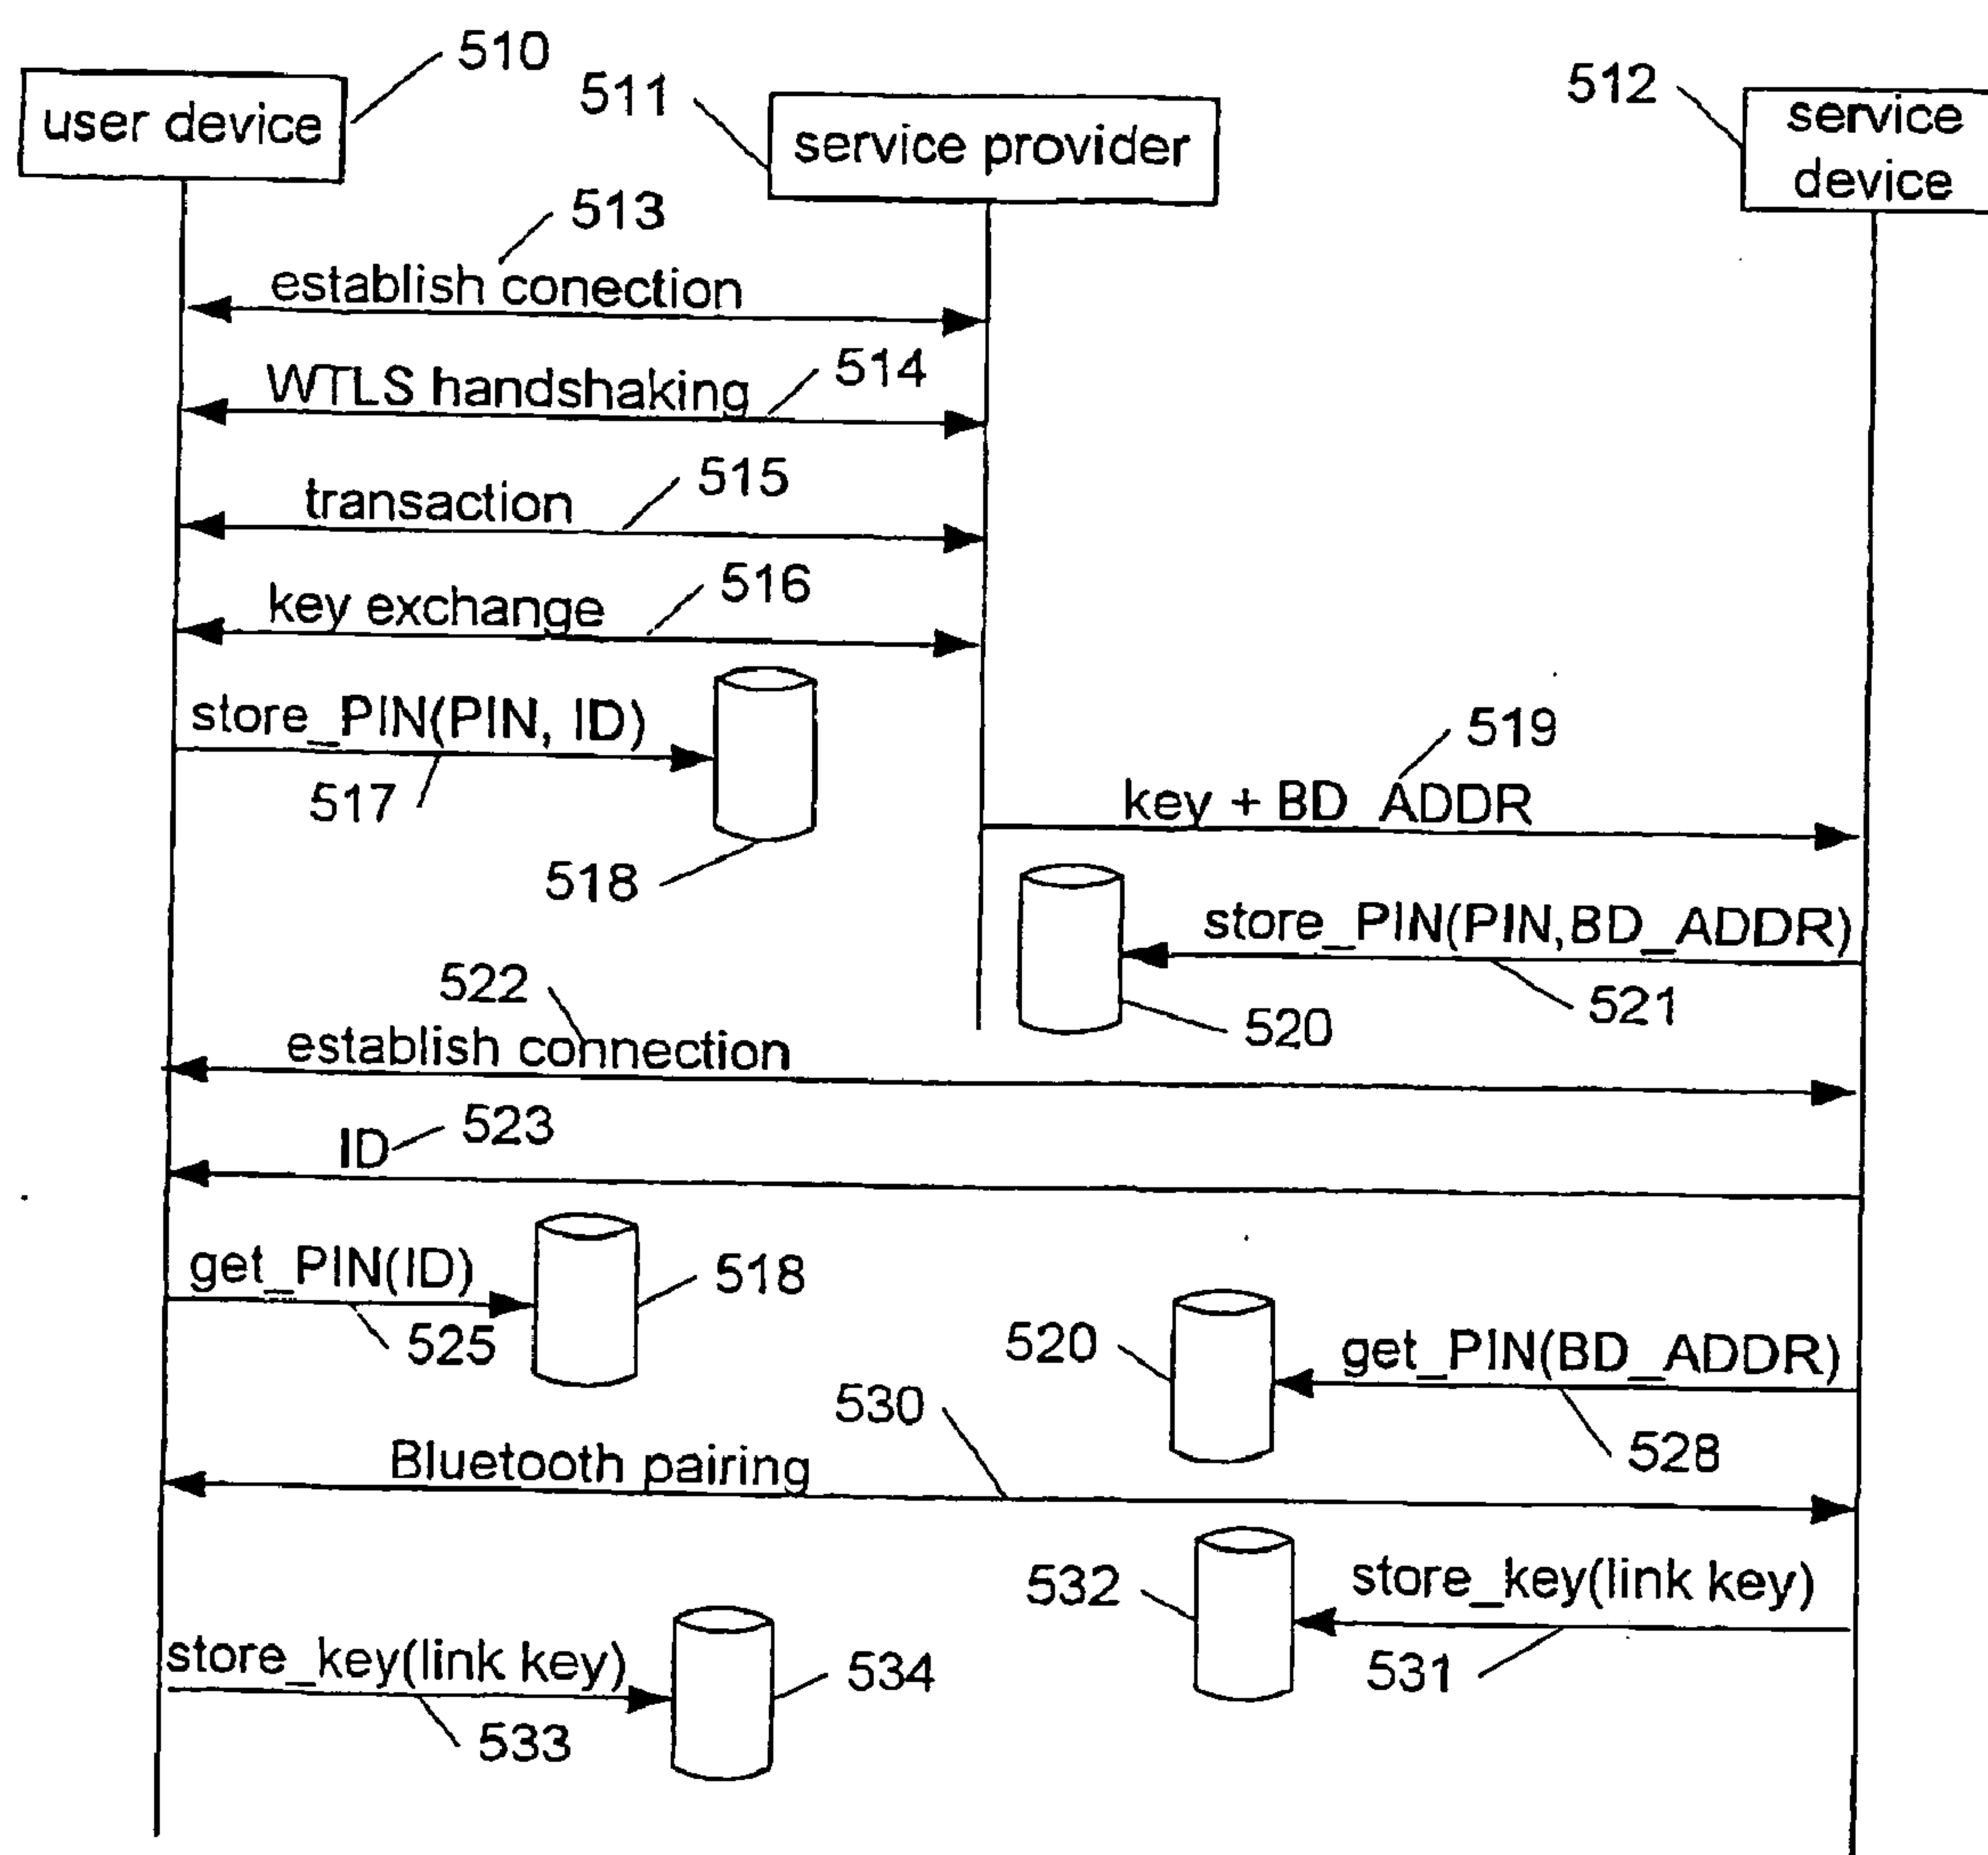 510
user device
511
service provider
512
service
device
513
establish conection
WTLS handshaking
514
transaction
515
key exchange
516
store_PIN(PIN, ID)
517
518
519
key + BD_ADDR
store_PIN(PIN,BD_ADDR)
521
520
522
establish connection
ID
523
get_PIN(ID)
525
518
520
get_PIN(BD_ADDR)
528
530
Bluetooth pairing
532
store_key(link key)
531
store_key(link key)
533
534